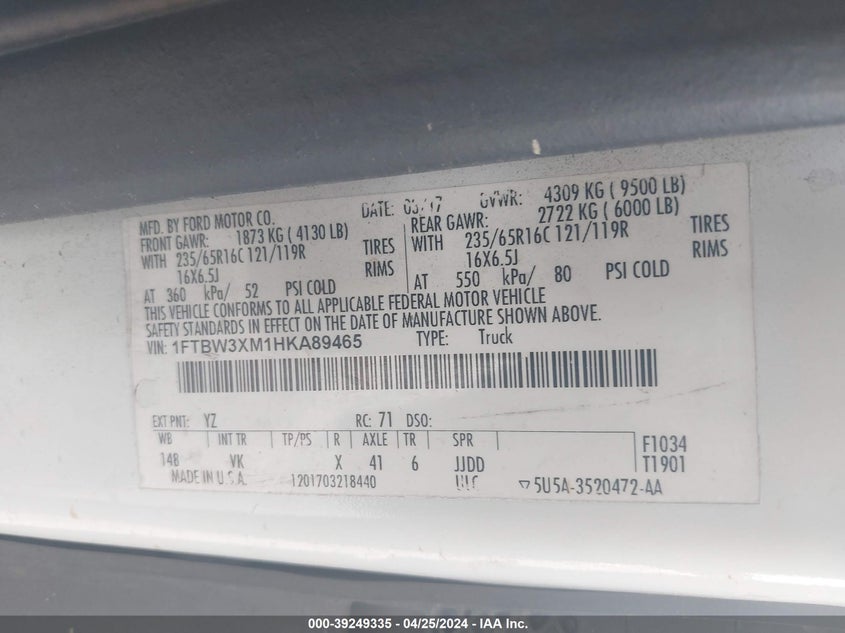 MFD. BY FORD MOTOR CO. DATE: 03/17 GVWR: 4309 KG ( 9500 LB)
FRONT GAWR: 1873 KG ( 4130 LB) REAR GAWR: 2722 KG ( 6000 LB)
WITH 235/65R16C 121/119R TIRES WITH 235/65R16C 121/119R TIRES
16X6.5J RIMS 16X6.5J RIMS
AT 360 kPa/ 52 PSI COLD AT 550 kPa/ 80 PSI COLD
THIS VEHICLE CONFORMS TO ALL APPLICABLE FEDERAL MOTOR VEHICLE
SAFETY STANDARDS IN EFFECT ON THE DATE OF MANUFACTURE SHOWN ABOVE.
VIN: 1FTBW3XM1HKA89465 TYPE: Truck
EXT PNT: YZ RC: 71 DSO:
WB INT TR TP/PS R AXLE TR SPR F1034
148 VK X 41 6 JJDD T1901
MADE IN U.S.A. 1201703218440 ▽5U5A-3520472-AA
000-39249335 - 04/25/2024 - IAAI Inc.